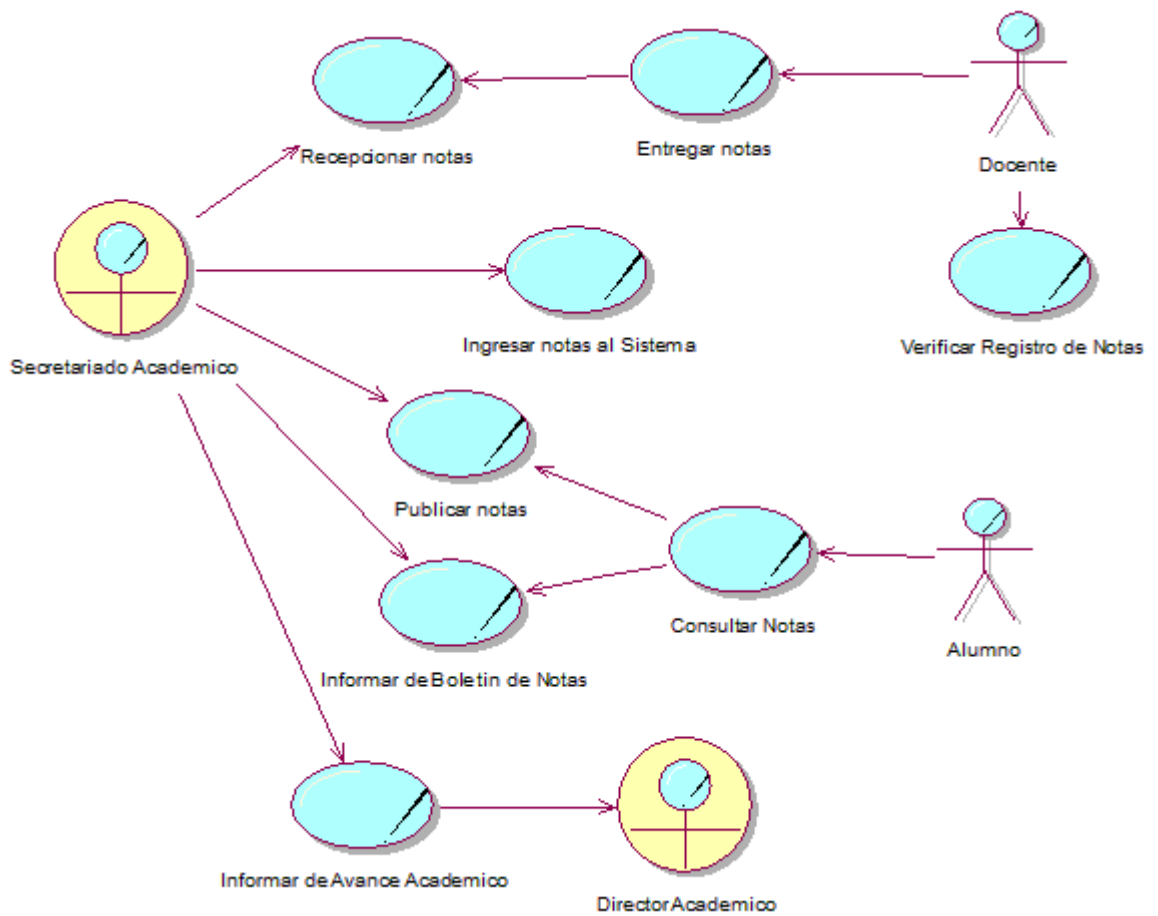 Recepcionar notas
Entregar notas
Docente
Ingresar notas al Sistema
Verificar Registro de Notas
Secretariado Academico
Publicar notas
Consultar Notas
Alumno
Informar de Boletin de Notas
Informar de Avance Academico
Director Academico